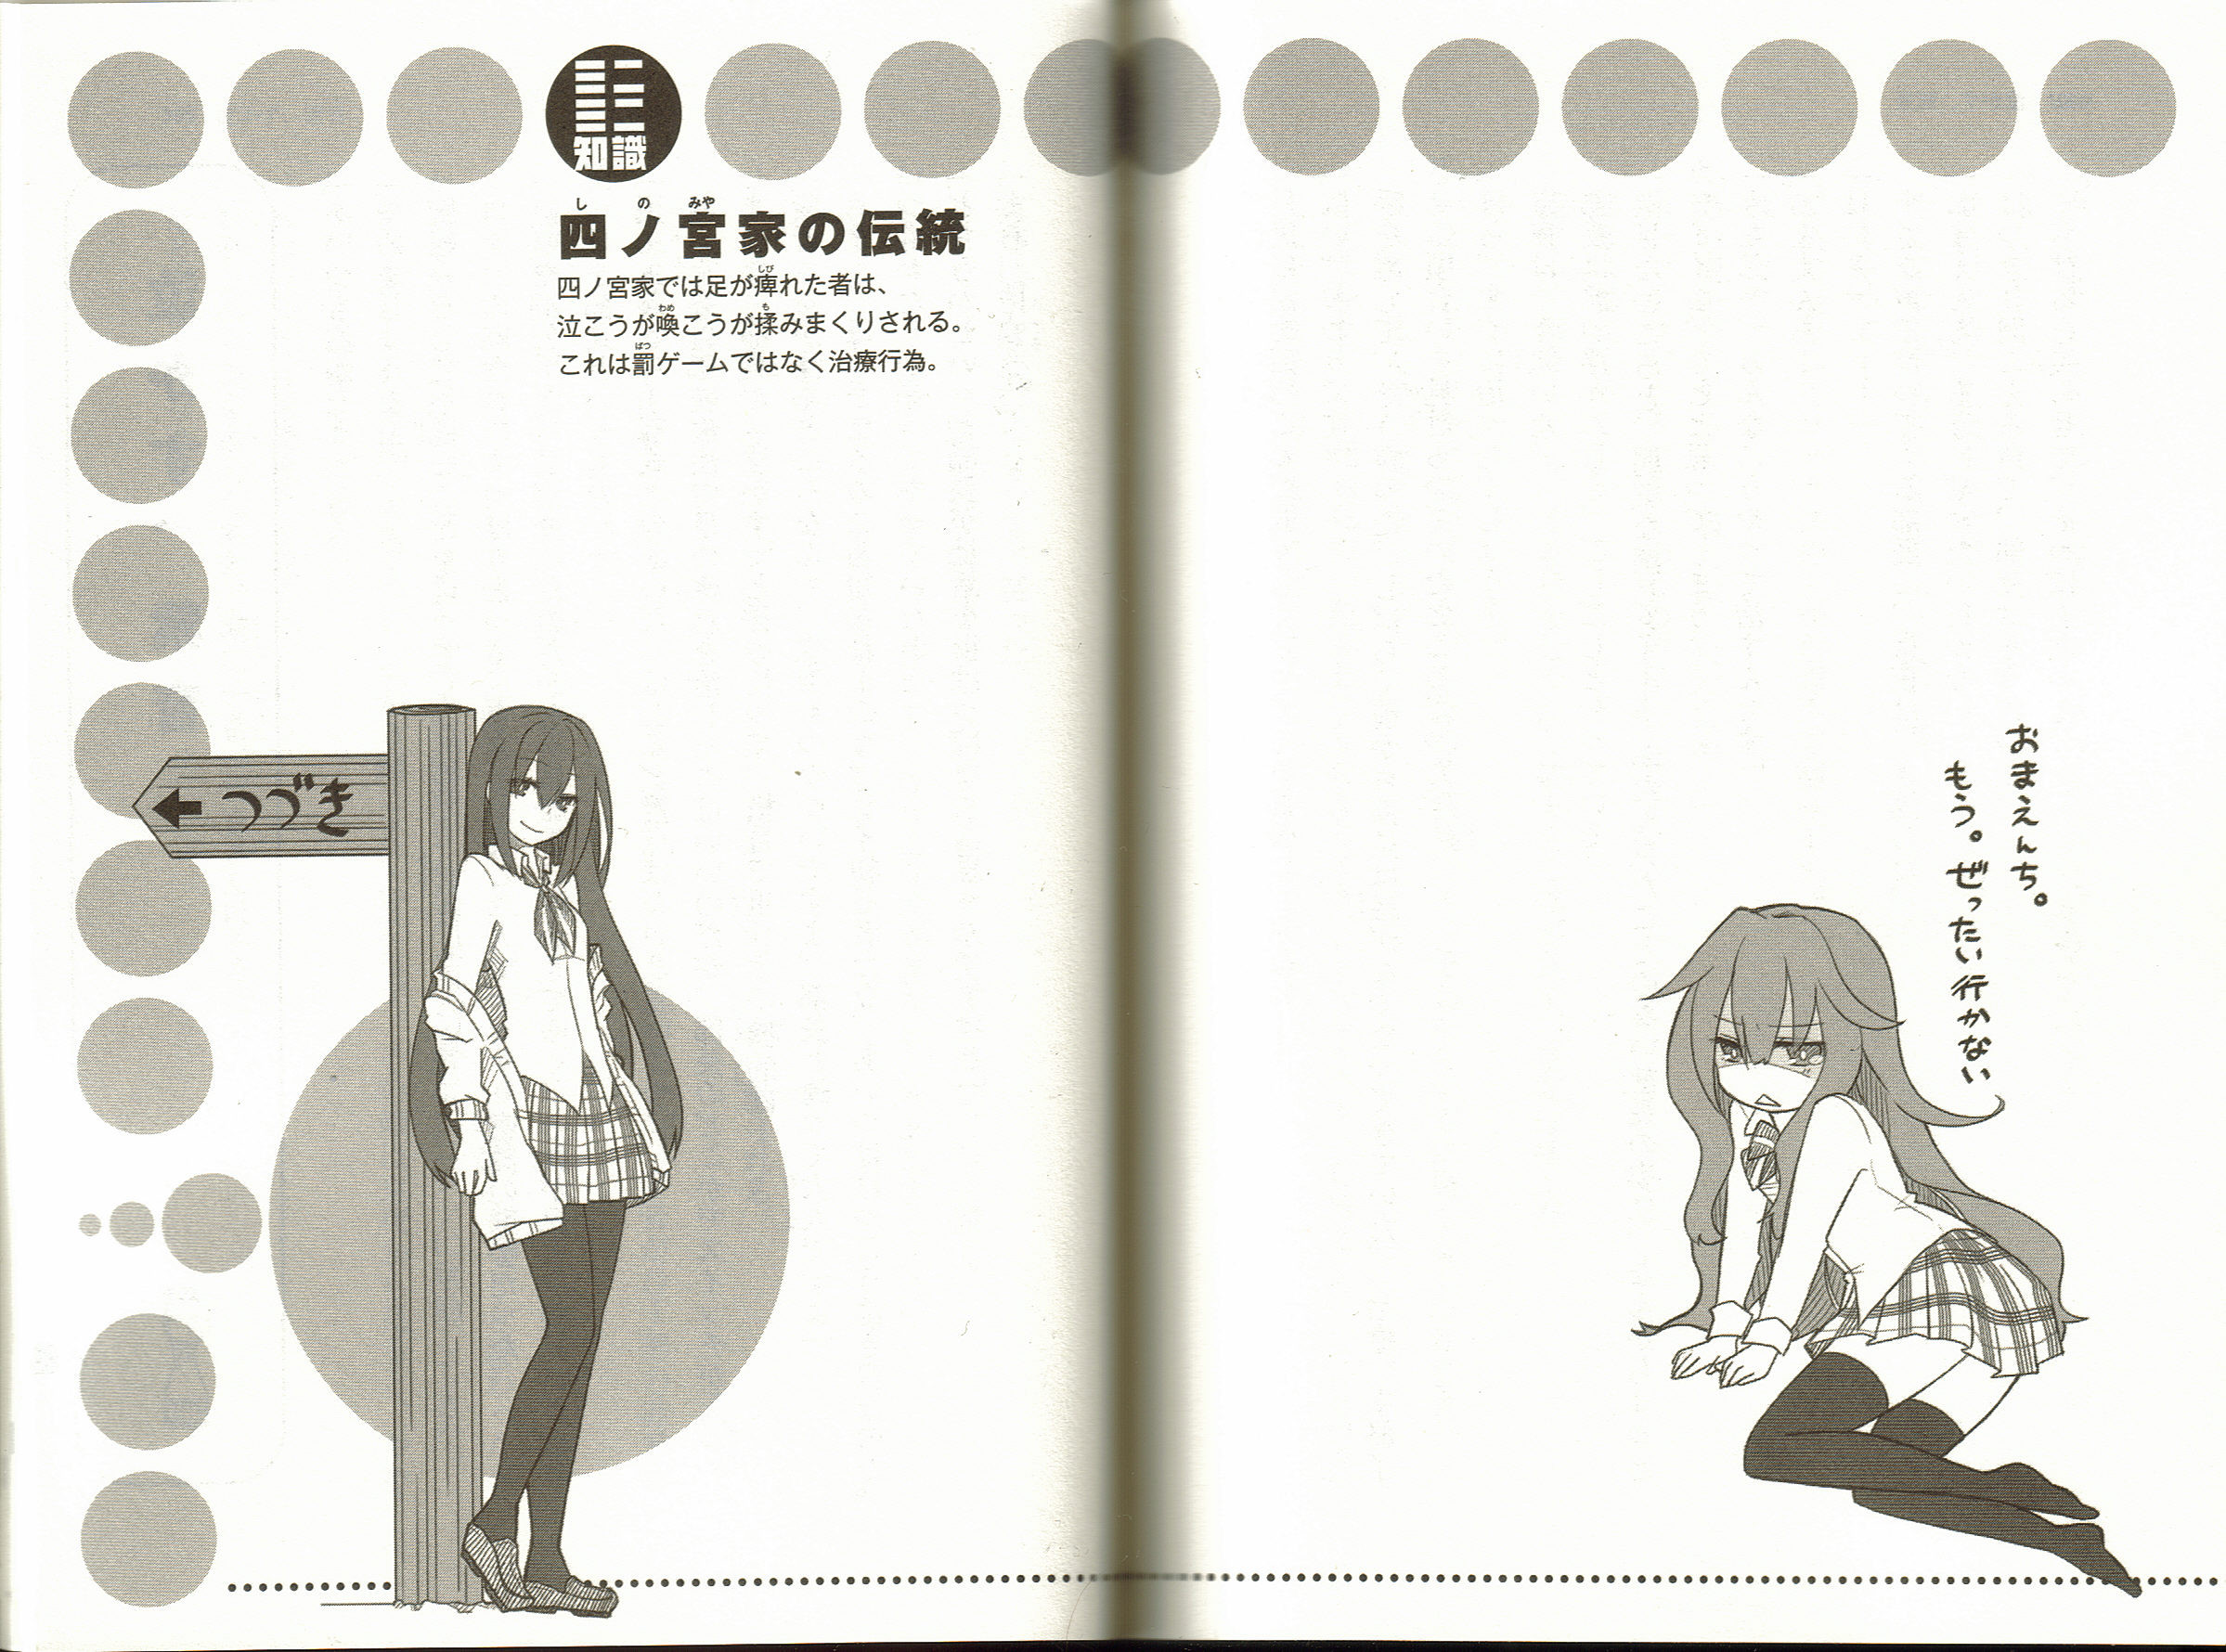 おまえんち。
もう。ぜったい行かない
ミニミニ
知識
し の みや
四ノ宮家の伝統
しび
四ノ宮家では足が痺れた者は、
わめ も
泣こうが喚こうが揉みまくりされる。
ばつ
これは罰ゲームではなく治療行為。
←つづき